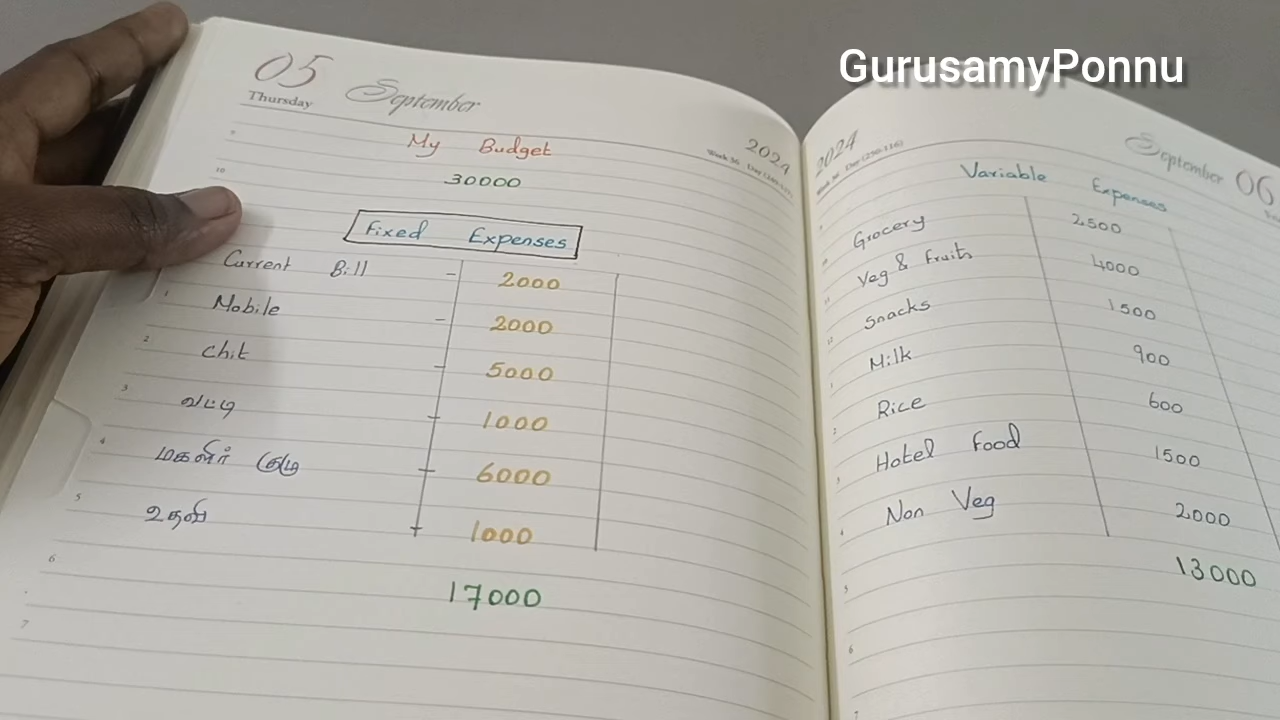 GurusamyPonnu
05 September
Thursday
2024
My Budget
30000
Fixed Expenses
Current Bill - 2000
Mobile - 2000
Chit - 5000
வட்டி - 1000
மகளிர் குழு - 6000
உதவி - 1000
17000
2024
September 06
Variable Expenses
Grocery 2500
Veg & Fruits 4000
Snacks 1500
Milk 900
Rice 600
Hotel Food 1500
Non Veg 2000
13000